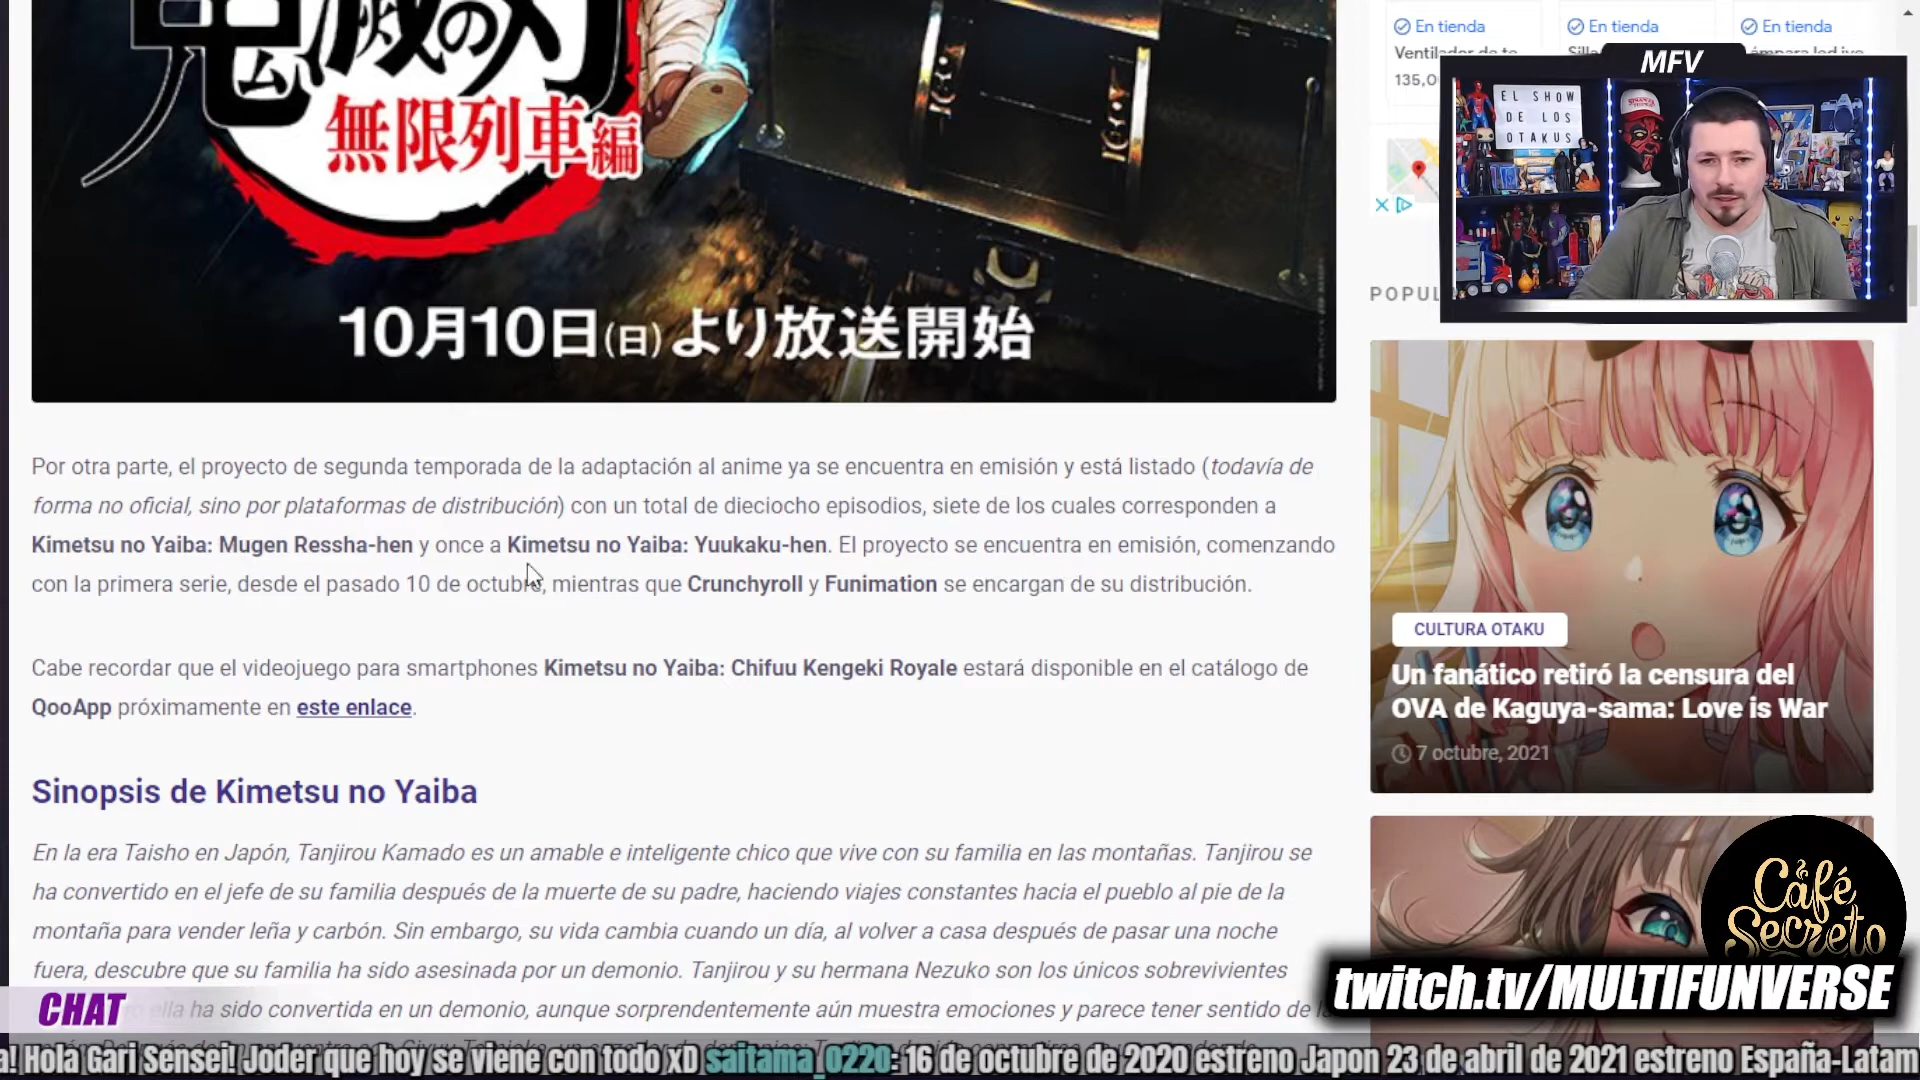 鬼滅の刃
無限列車編
10月10日(日)より放送開始
En tienda
En tienda
En tienda
135,0
MFV
EL SHOW
DE LOS
OTAKUS
POPUL
Por otra parte, el proyecto de segunda temporada de la adaptación al anime ya se encuentra en emisión y está listado (todavía de
forma no oficial, sino por plataformas de distribución) con un total de dieciocho episodios, siete de los cuales corresponden a
Kimetsu no Yaiba: Mugen Ressha-hen y once a Kimetsu no Yaiba: Yuukaku-hen. El proyecto se encuentra en emisión, comenzando
con la primera serie, desde el pasado 10 de octubre, mientras que Crunchyroll y Funimation se encargan de su distribución.
Cabe recordar que el videojuego para smartphones Kimetsu no Yaiba: Chifuu Kengeki Royale estará disponible en el catálogo de
QooApp próximamente en este enlace.
Sinopsis de Kimetsu no Yaiba
En la era Taisho en Japón, Tanjirou Kamado es un amable e inteligente chico que vive con su familia en las montañas. Tanjirou se
ha convertido en el jefe de su familia después de la muerte de su padre, haciendo viajes constantes hacia el pueblo al pie de la
montaña para vender leña y carbón. Sin embargo, su vida cambia cuando un día, al volver a casa después de pasar una noche
fuera, descubre que su familia ha sido asesinada por un demonio. Tanjirou y su hermana Nezuko son los únicos sobrevivientes
ella ha sido convertida en un demonio, aunque sorprendentemente aún muestra emociones y parece tener sentido de
CULTURA OTAKU
Un fanático retiró la censura del
OVA de Kaguya-sama: Love is War
7 octubre, 2021
Café
Secreto
twitch.tv/MULTIFUNVERSE
CHAT
a! Hola Gari Sensei! Joder que hoy se viene con todo xD saitama_0220: 16 de octubre de 2020 estreno Japon 23 de abril de 2021 estreno España-Latam